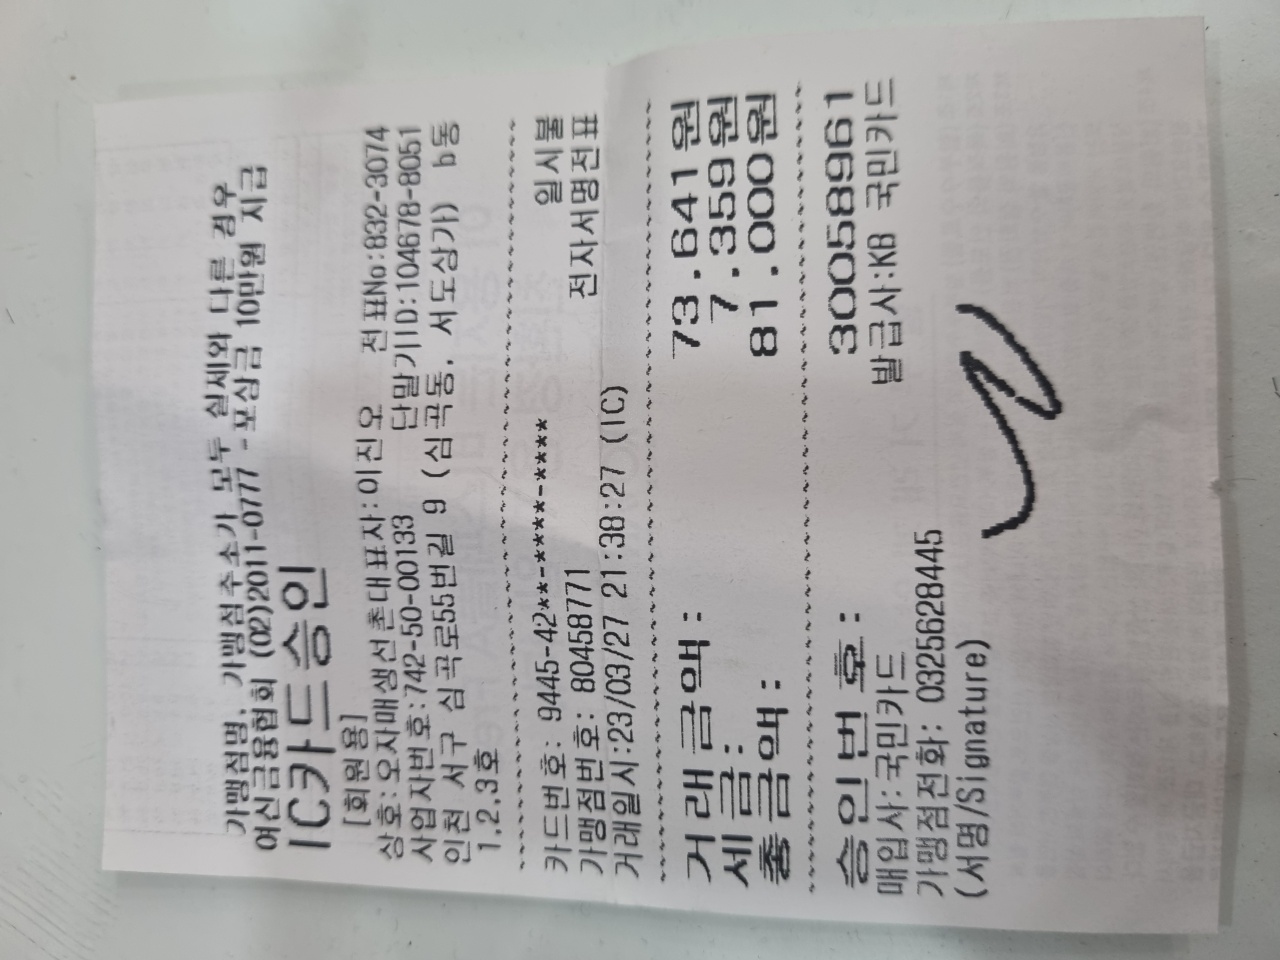 가맹점명, 가맹점주소가 모두 실제와 다른 경우
여신금융협회 (02)2011-0777 - 포상금 10만원 지급
IC카드승인
[회원용]
상호:오자매생선촌대표자:이진오 전표No:832-3074
사업자번호:742-50-00133 단말기ID:104678-8051
인천 서구 심곡로55번길 9 (심곡동, 서도상가) b동
1,2,3호
일시불
카드번호: 9445-42**-****-****
가맹점번호: 80458771 전자서명전표
거래일시:23/03/27 21:38:27 (IC)
거래금액: 73.641원
세금: 7.359원
총금액: 81.000원
승인번호: 30058961
매입사:국민카드 발급사:KB 국민카드
가맹점전화: 0325628445
(서명/Signature)